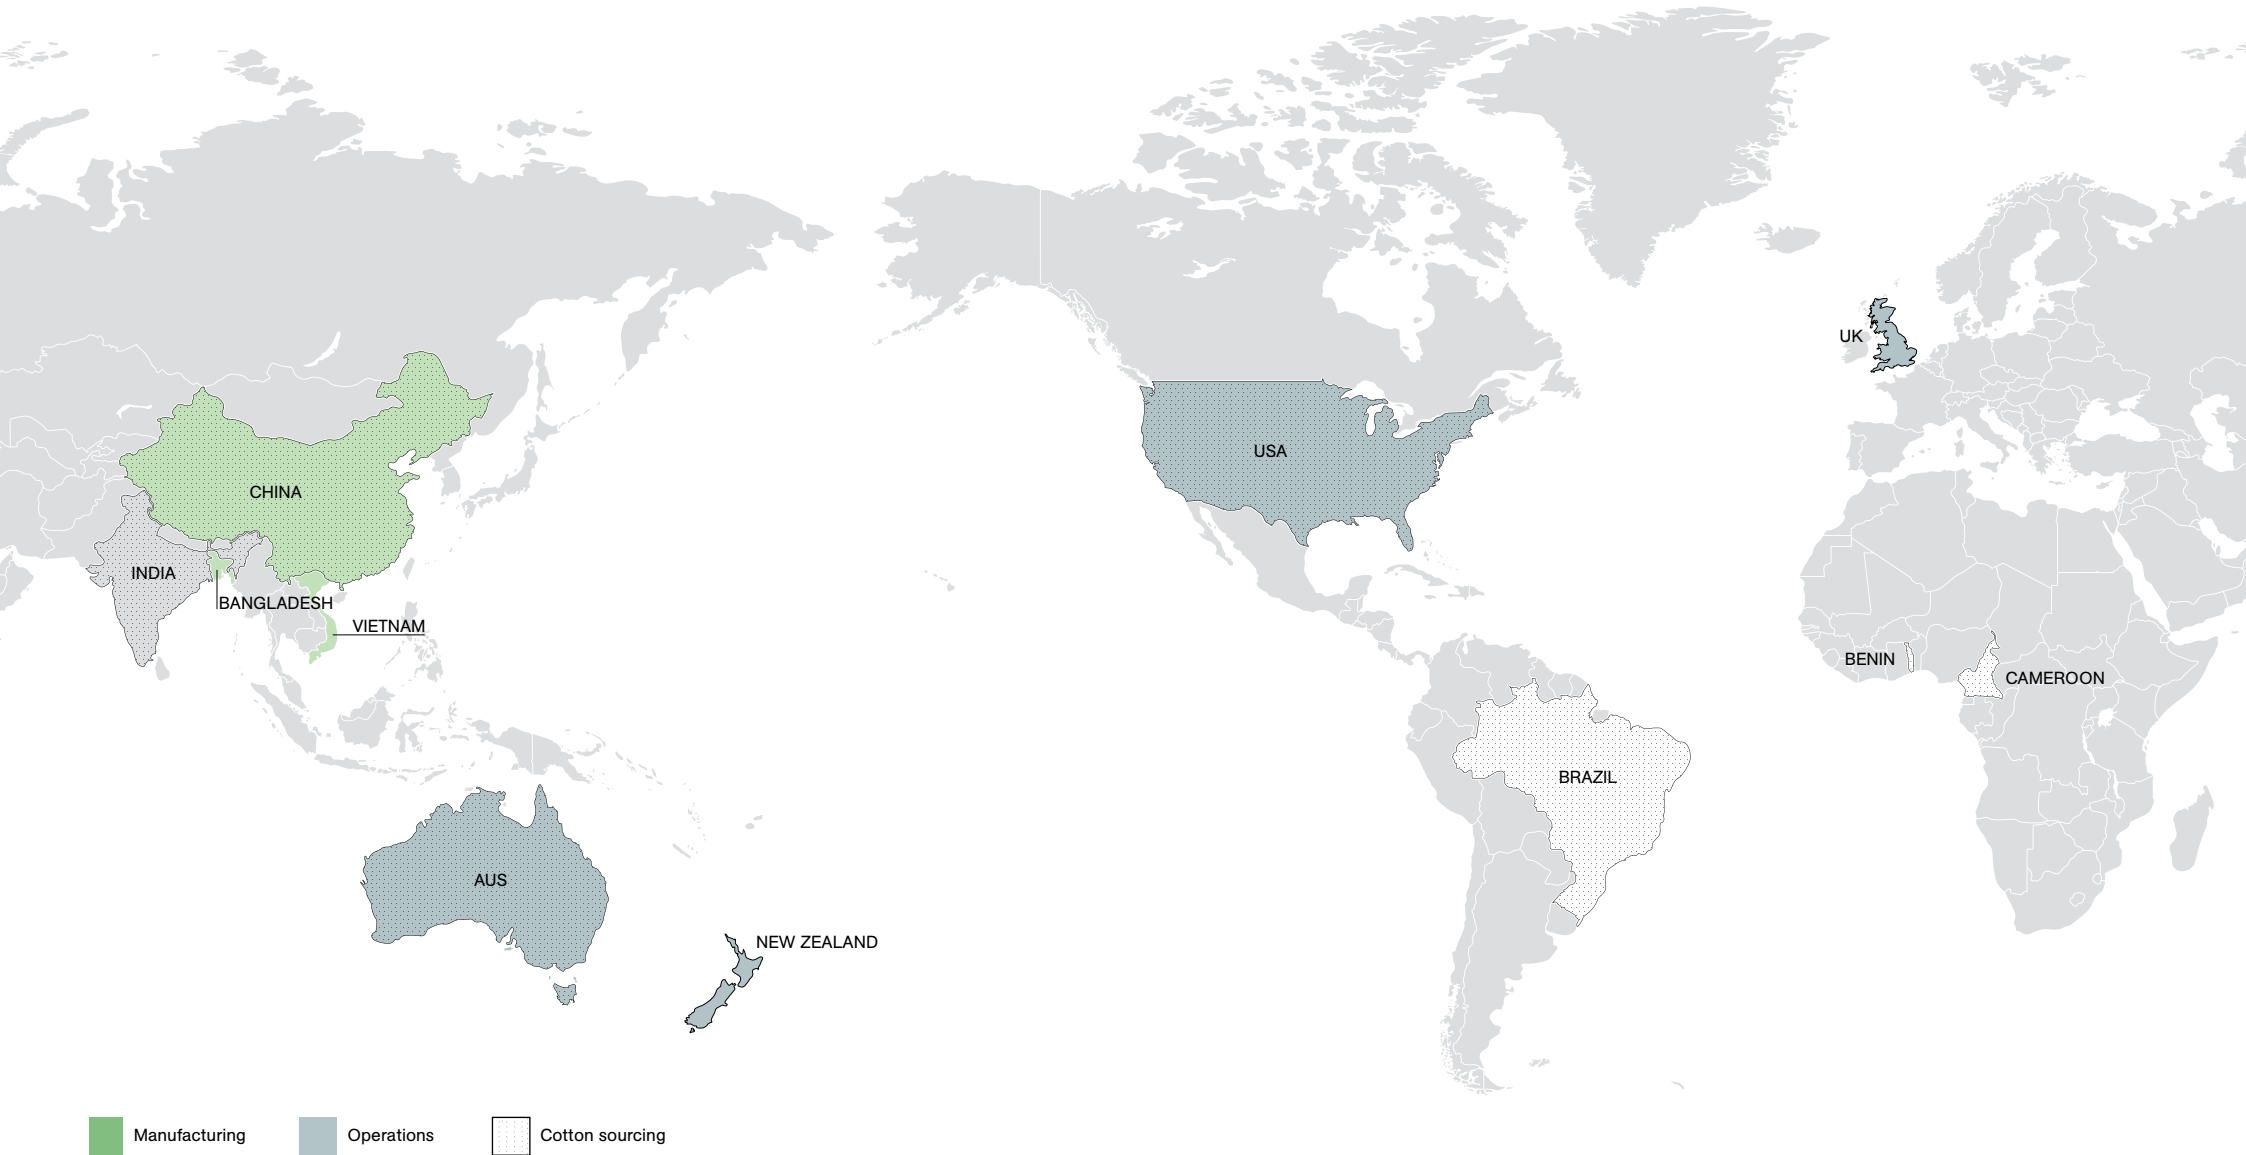 UK
USA
CHINA
INDIA
BANGLADESH
VIETNAM
BENIN
CAMEROON
BRAZIL
AUS
NEW ZEALAND
Manufacturing
Operations
Cotton sourcing